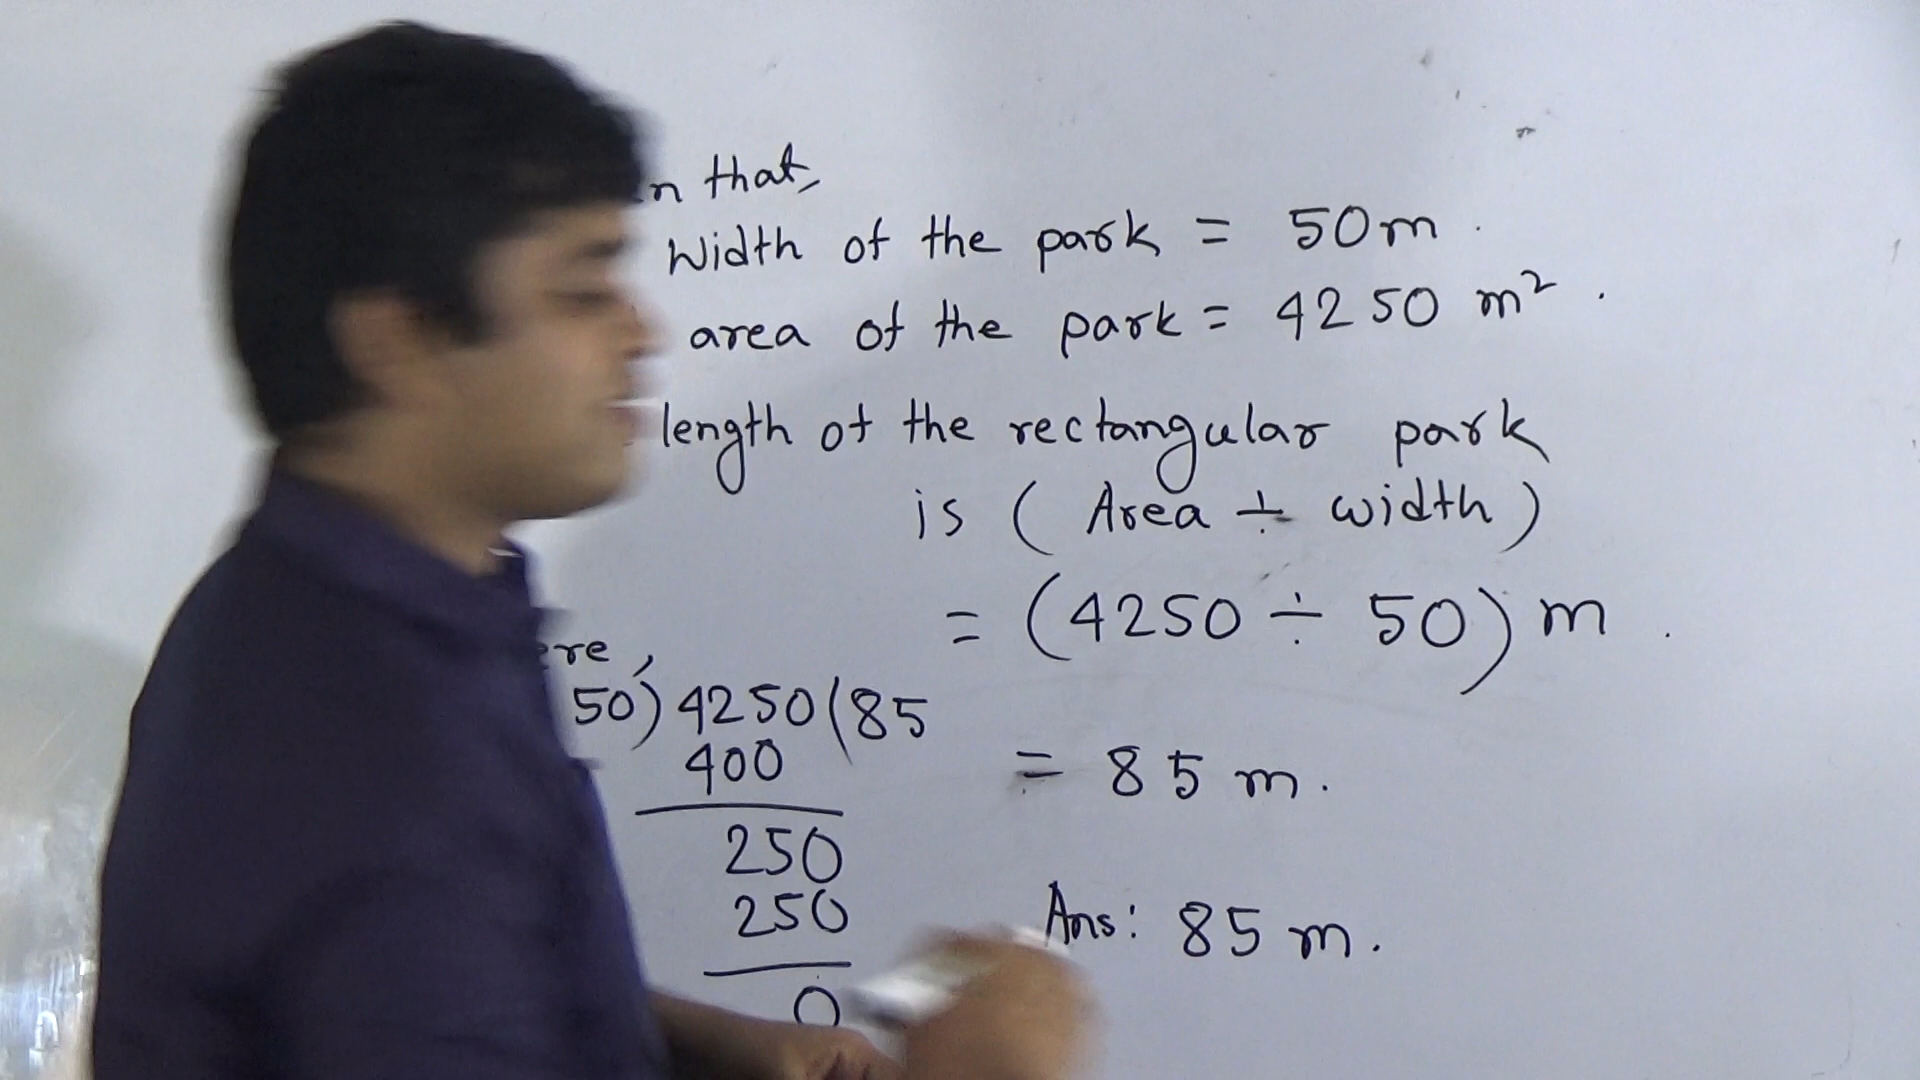 that,
Width of the park = 50m.
area of the park = 4250 m².
length of the rectangular park
is (Area ÷ width)
= (4250 ÷ 50) m.
50) 4250 (85
400
250
250
0
= 85 m.
Ans: 85 m.